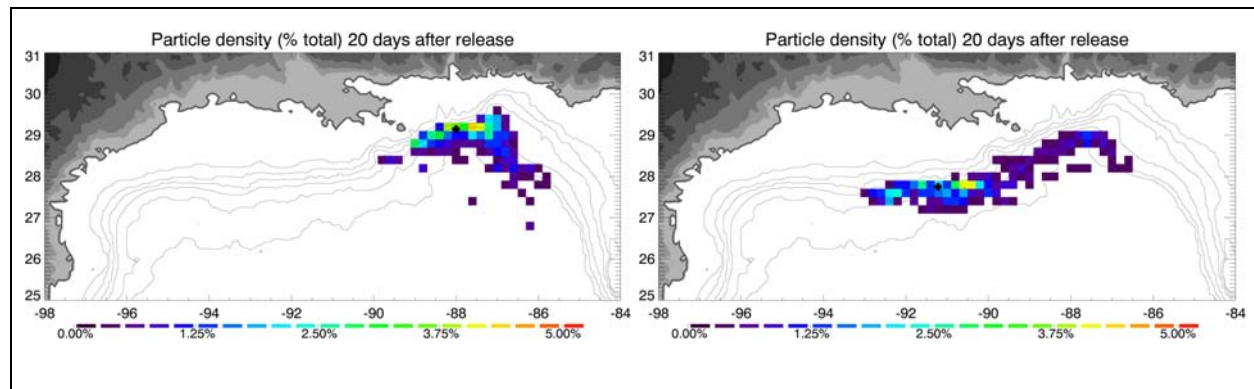 Particle density (% total) 20 days after release
31
30
29
28
27
26
25
-98 -96 -94 -92 -90 -88 -86 -84
0.00% 1.25% 2.50% 3.75% 5.00%
Particle density (% total) 20 days after release
31
30
29
28
27
26
25
-98 -96 -94 -92 -90 -88 -86 -84
0.00% 1.25% 2.50% 3.75% 5.00%